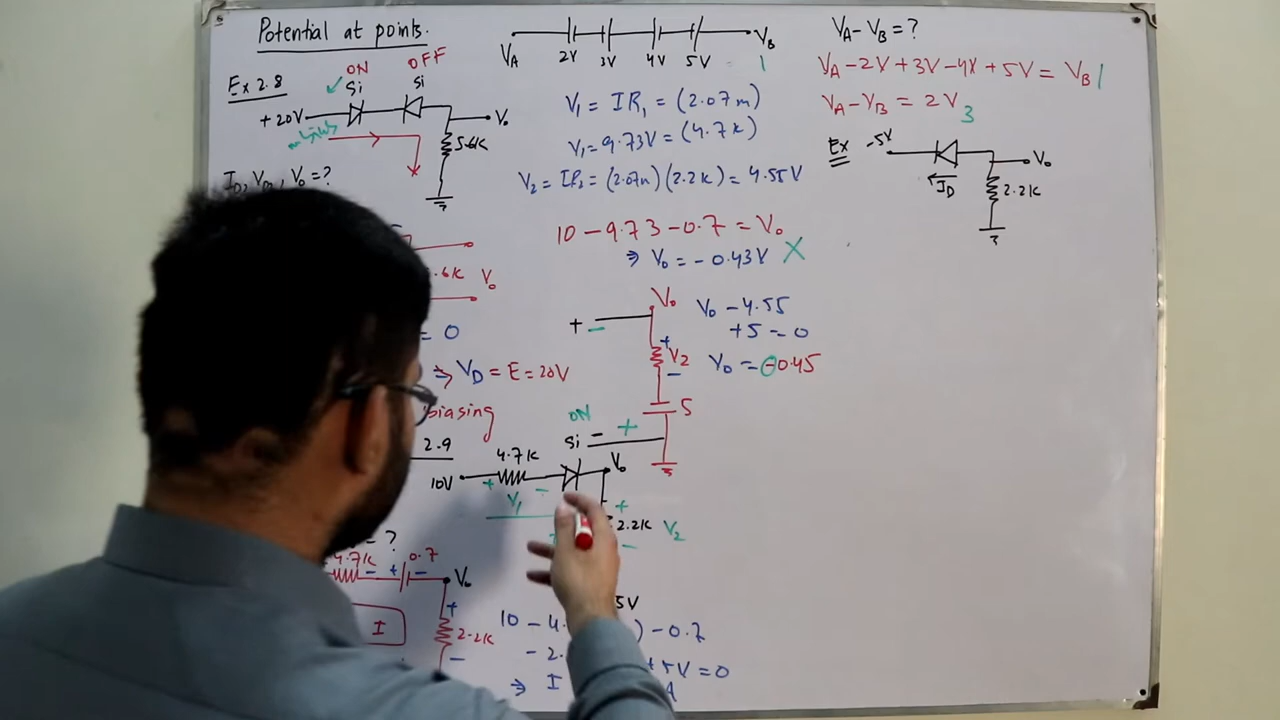 Potential at points.
Ex 2.8
ON
OFF
Si
Si
+20V
Vo
5.6K
ID, VD2, Vo = ?
.6K Vo
= 0
⇒ VD = E = 20V
biasing
2.9
10V
4.7K
ON
Si
Vo
+ V1 -
+
2.2K V2
-
5V
= ?
4.7K
+ 0.7 -
Vo
I
+
2.2K
-
10 - 4. ) - 0.7
- 2. + 5V = 0
⇒ I A
VA
2V
3V
4V
5V
VB
V1 = IR1 = (2.07m)
V1 = 9.73V = (4.7K)
V2 = IR2 = (2.07m)(2.2K) = 4.55V
10 - 9.73 - 0.7 = Vo
⇒ Vo = -0.43V X
Vo
+
-
+
V2
-
5
- +
Vo - 4.55
+5 = 0
Vo = -0.45
VA - VB = ?
VA - 2V + 3V - 4V + 5V = VB
VA - VB = 2V
3
Ex
-5V
Vo
ID
2.2K